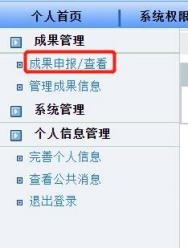 个人首页 系统权限
成果管理
成果申报/查看
管理成果信息
系统管理
个人信息管理
完善个人信息
查看公共消息
退出登录